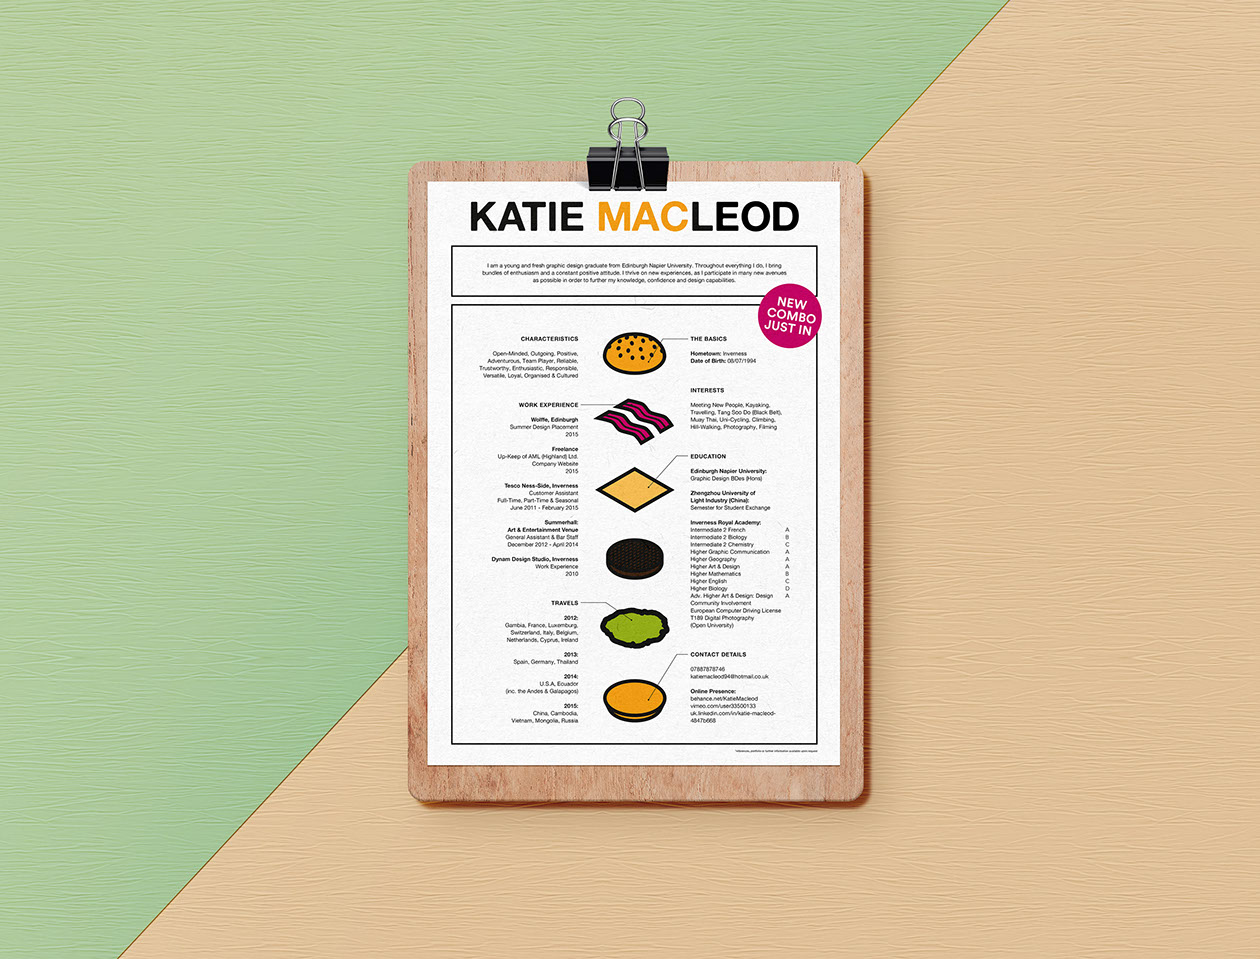 KATIE MACLEOD
I am a young and fresh graphic design graduate from Edinburgh Napier University. Throughout everything I do, I bring
bundles of enthusiasm and a constant positive attitude. I thrive on new experiences, as I participate in many new avenues
as possible in order to further my knowledge, confidence and design capabilities.
NEW
COMBO
JUST IN
CHARACTERISTICS
Open-Minded, Outgoing, Positive,
Adventurous, Team Player, Reliable,
Trustworthy, Enthusiastic, Responsible,
Versatile, Loyal, Organised & Cultured
WORK EXPERIENCE
Wolffe, Edinburgh
Summer Design Placement
2015
Freelance
Up-Keep of AML (Highland) Ltd.
Company Website
2015
Tesco Ness-Side, Inverness
Customer Assistant
Full-Time, Part-Time & Seasonal
June 2011 - February 2015
Summerhall:
Art & Entertainment Venue
General Assistant & Bar Staff
December 2012 - April 2014
Dynam Design Studio, Inverness
Work Experience
2010
TRAVELS
2012:
Gambia, France, Luxemburg,
Switzerland, Italy, Belgium,
Netherlands, Cyprus, Ireland
2013:
Spain, Germany, Thailand
2014:
U.S.A, Ecuador
(inc. the Andes & Galapagos)
2015:
China, Cambodia,
Vietnam, Mongolia, Russia
THE BASICS
Hometown: Inverness
Date of Birth: 08/07/1994
INTERESTS
Meeting New People, Kayaking,
Travelling, Tang Soo Do (Black Belt),
Muay Thai, Uni-Cycling, Climbing,
Hill-Walking, Photography, Filming
EDUCATION
Edinburgh Napier University:
Graphic Design BDes (Hons)
Zhengzhou University of
Light Industry (China):
Semester for Student Exchange
Inverness Royal Academy:
Intermediate 2 French A
Intermediate 2 Biology B
Intermediate 2 Chemistry C
Higher Graphic Communication A
Higher Geography A
Higher Art & Design A
Higher Mathematics B
Higher English C
Higher Biology D
Adv. Higher Art & Design: Design A
Community Involvement
European Computer Driving License
T189 Digital Photography
(Open University)
CONTACT DETAILS
07887878746
katiemacleod94@hotmail.co.uk
Online Presence:
behance.net/KatieMacleod
vimeo.com/user33500133
uk.linkedin.com/in/katie-macleod-
4847b668
*references, portfolio or further information available upon request